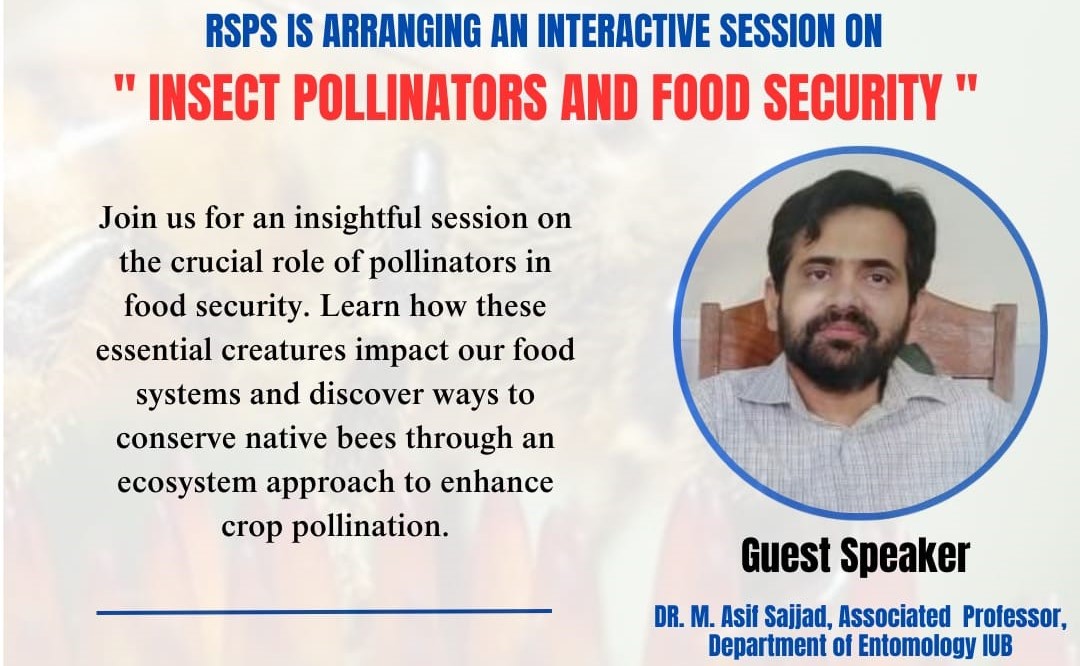 RSPS IS ARRANGING AN INTERACTIVE SESSION ON
" INSECT POLLINATORS AND FOOD SECURITY "
Join us for an insightful session on
the crucial role of pollinators in
food security. Learn how these
essential creatures impact our food
systems and discover ways to
conserve native bees through an
ecosystem approach to enhance
crop pollination.
Guest Speaker
DR. M. Asif Sajjad, Associated Professor,
Department of Entomology IUB